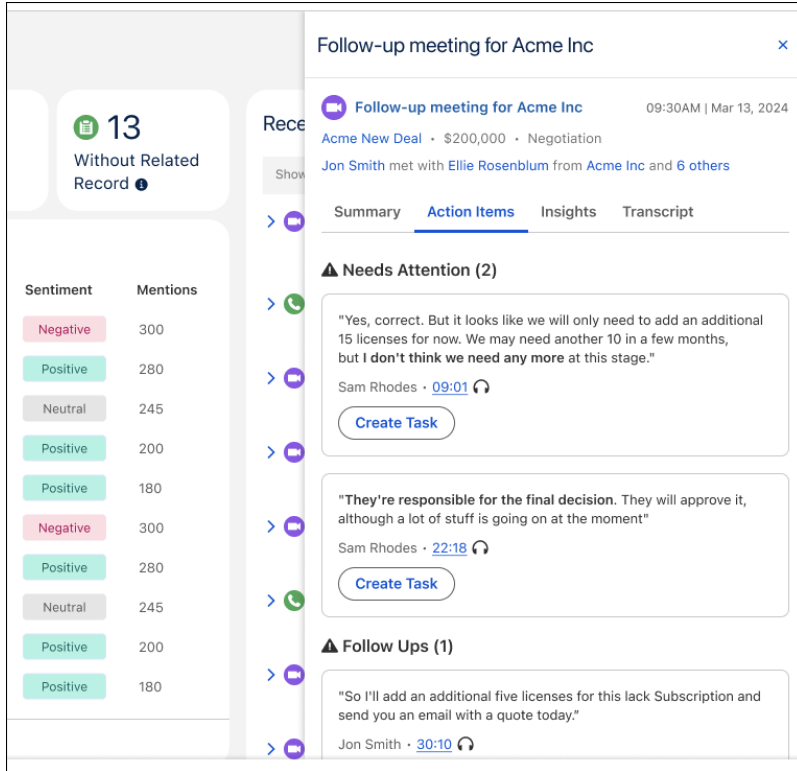 13
Without Related
Record
Sentiment Mentions
Negative 300
Positive 280
Neutral 245
Positive 200
Positive 180
Negative 300
Positive 280
Neutral 245
Positive 200
Positive 180
Rece
Show
Follow-up meeting for Acme Inc
Follow-up meeting for Acme Inc 09:30AM | Mar 13, 2024
Acme New Deal • $200,000 • Negotiation
Jon Smith met with Ellie Rosenblum from Acme Inc and 6 others
Summary Action Items Insights Transcript
Needs Attention (2)
"Yes, correct. But it looks like we will only need to add an additional
15 licenses for now. We may need another 10 in a few months,
but I don't think we need any more at this stage."
Sam Rhodes • 09:01
Create Task
"They're responsible for the final decision. They will approve it,
although a lot of stuff is going on at the moment"
Sam Rhodes • 22:18
Create Task
Follow Ups (1)
"So I'll add an additional five licenses for this lack Subscription and
send you an email with a quote today."
Jon Smith • 30:10